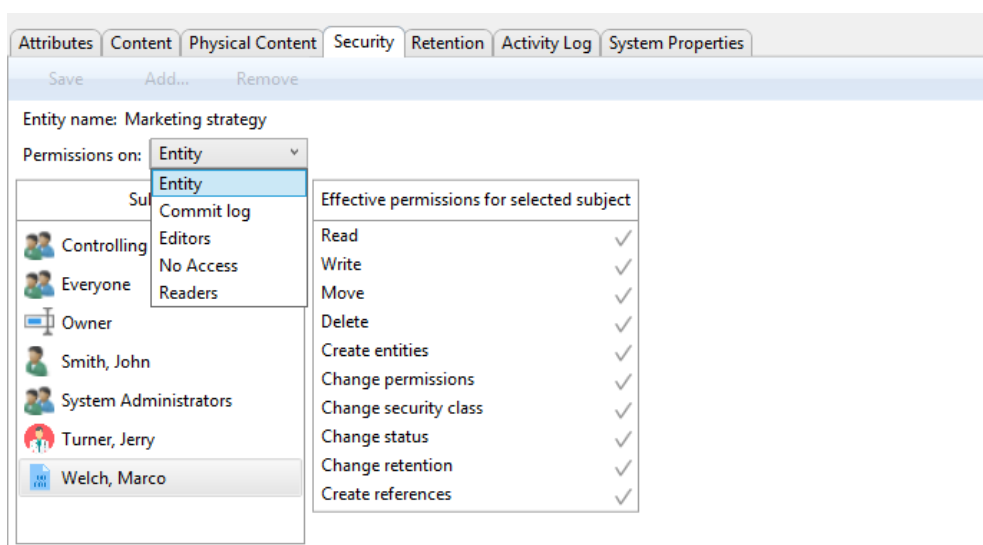 Attributes Content Physical Content Security Retention Activity Log System Properties
Save Add... Remove
Entity name: Marketing strategy
Permissions on: Entity
Entity
Commit log
Editors
No Access
Readers
Controlling
Everyone
Owner
Smith, John
System Administrators
Turner, Jerry
Welch, Marco
Effective permissions for selected subject
Read
Write
Move
Delete
Create entities
Change permissions
Change security class
Change status
Change retention
Create references